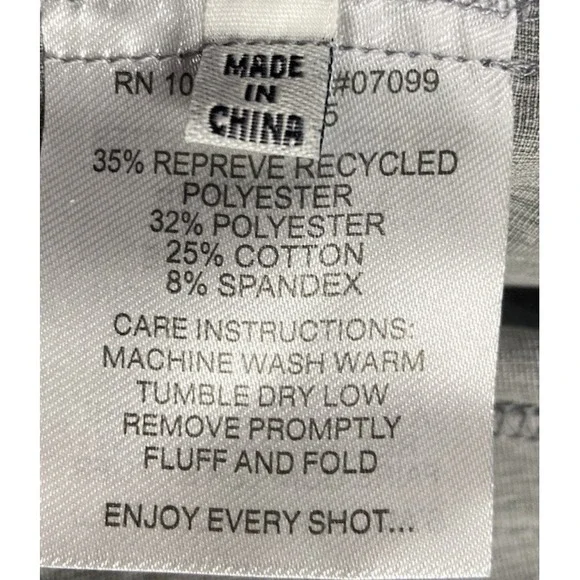 MADE
IN
CHINA
RN 10
#07099
35% REPREVE RECYCLED
POLYESTER
32% POLYESTER
25% COTTON
8% SPANDEX
CARE INSTRUCTIONS:
MACHINE WASH WARM
TUMBLE DRY LOW
REMOVE PROMPTLY
FLUFF AND FOLD
ENJOY EVERY SHOT...